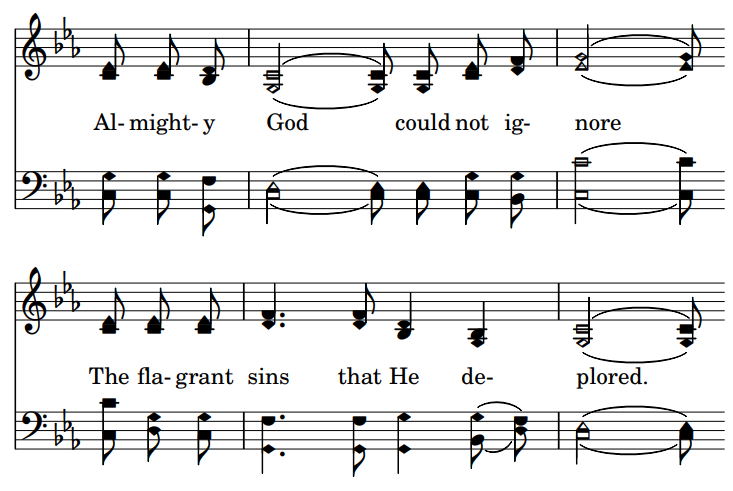 Al- might- y God could not ig- nore
The fla- grant sins that He de- plored.